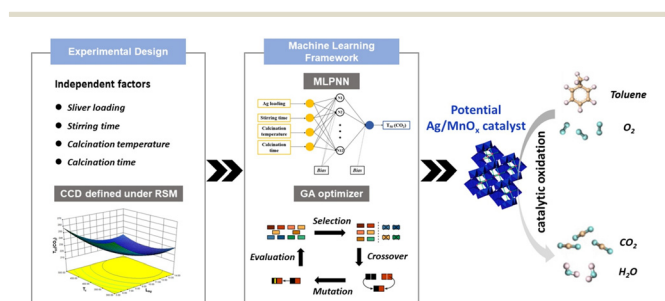 Experimental Design
Independent factors
Sliver loading
Stirring time
Calcination temperature
Calcination time
CCD defined under RSM
Machine Learning
Framework
MLPNN
Ag loading
Stirring time
Calcination
temperature
Calcination
time
Bias
Bias
GA optimizer
Selection
Crossover
Mutation
Evaluation
Potential
Ag/MnOₓ catalyst
catalytic oxidation
Toluene
O₂
CO₂
H₂O